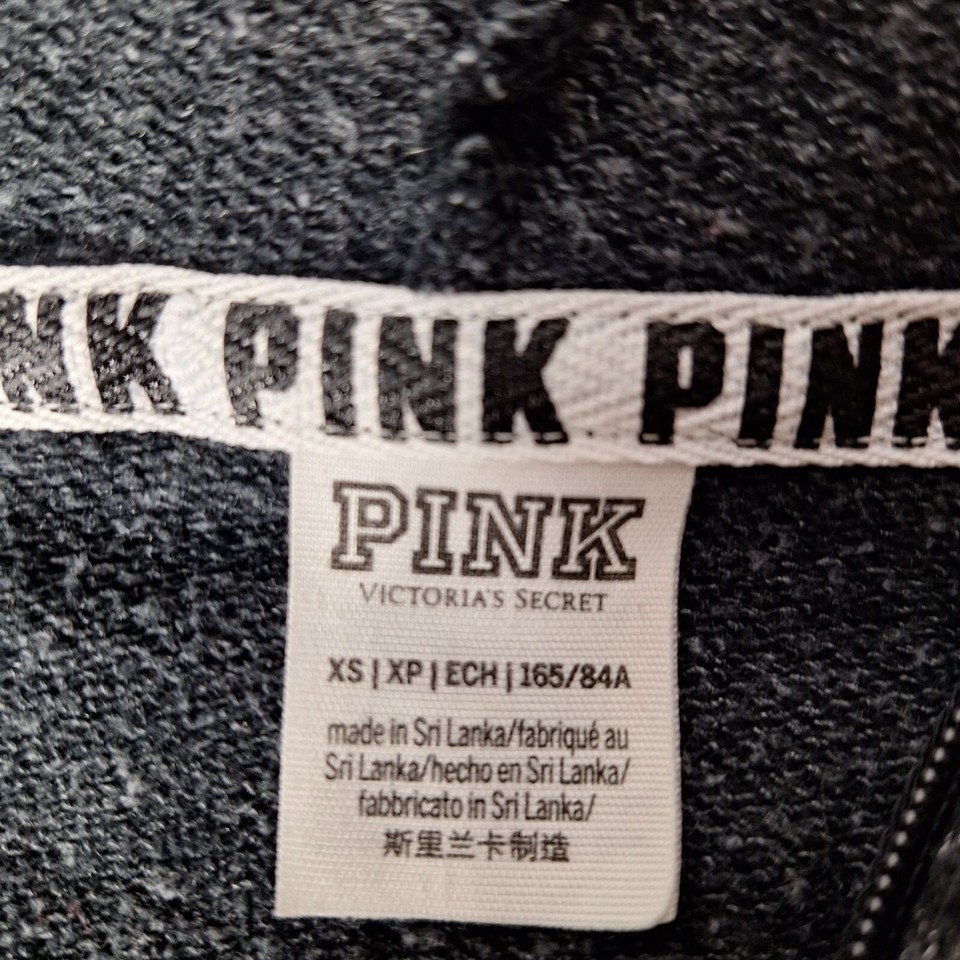 INK PINK PINK
PINK
VICTORIA'S SECRET
XS | XP | ECH | 165/84A
made in Sri Lanka/fabriqué au
Sri Lanka/hecho en Sri Lanka/
fabbricato in Sri Lanka/
斯里兰卡制造